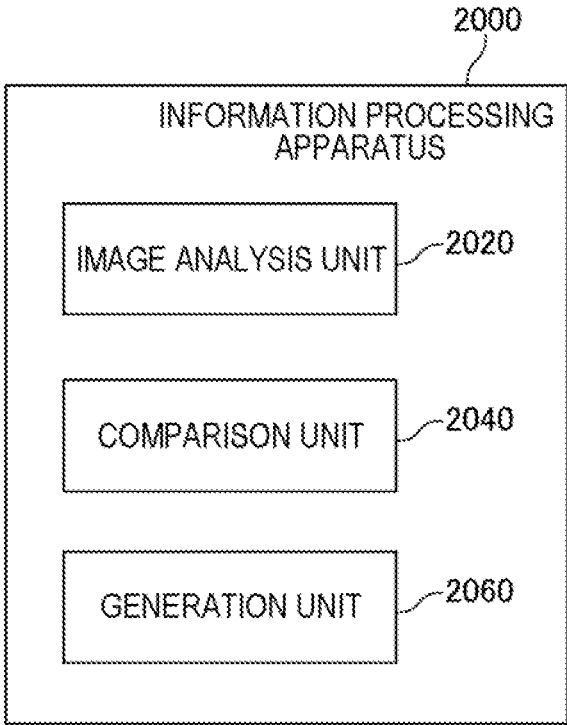 2000
INFORMATION PROCESSING
APPARATUS
IMAGE ANALYSIS UNIT
2020
COMPARISON UNIT
2040
GENERATION UNIT
2060